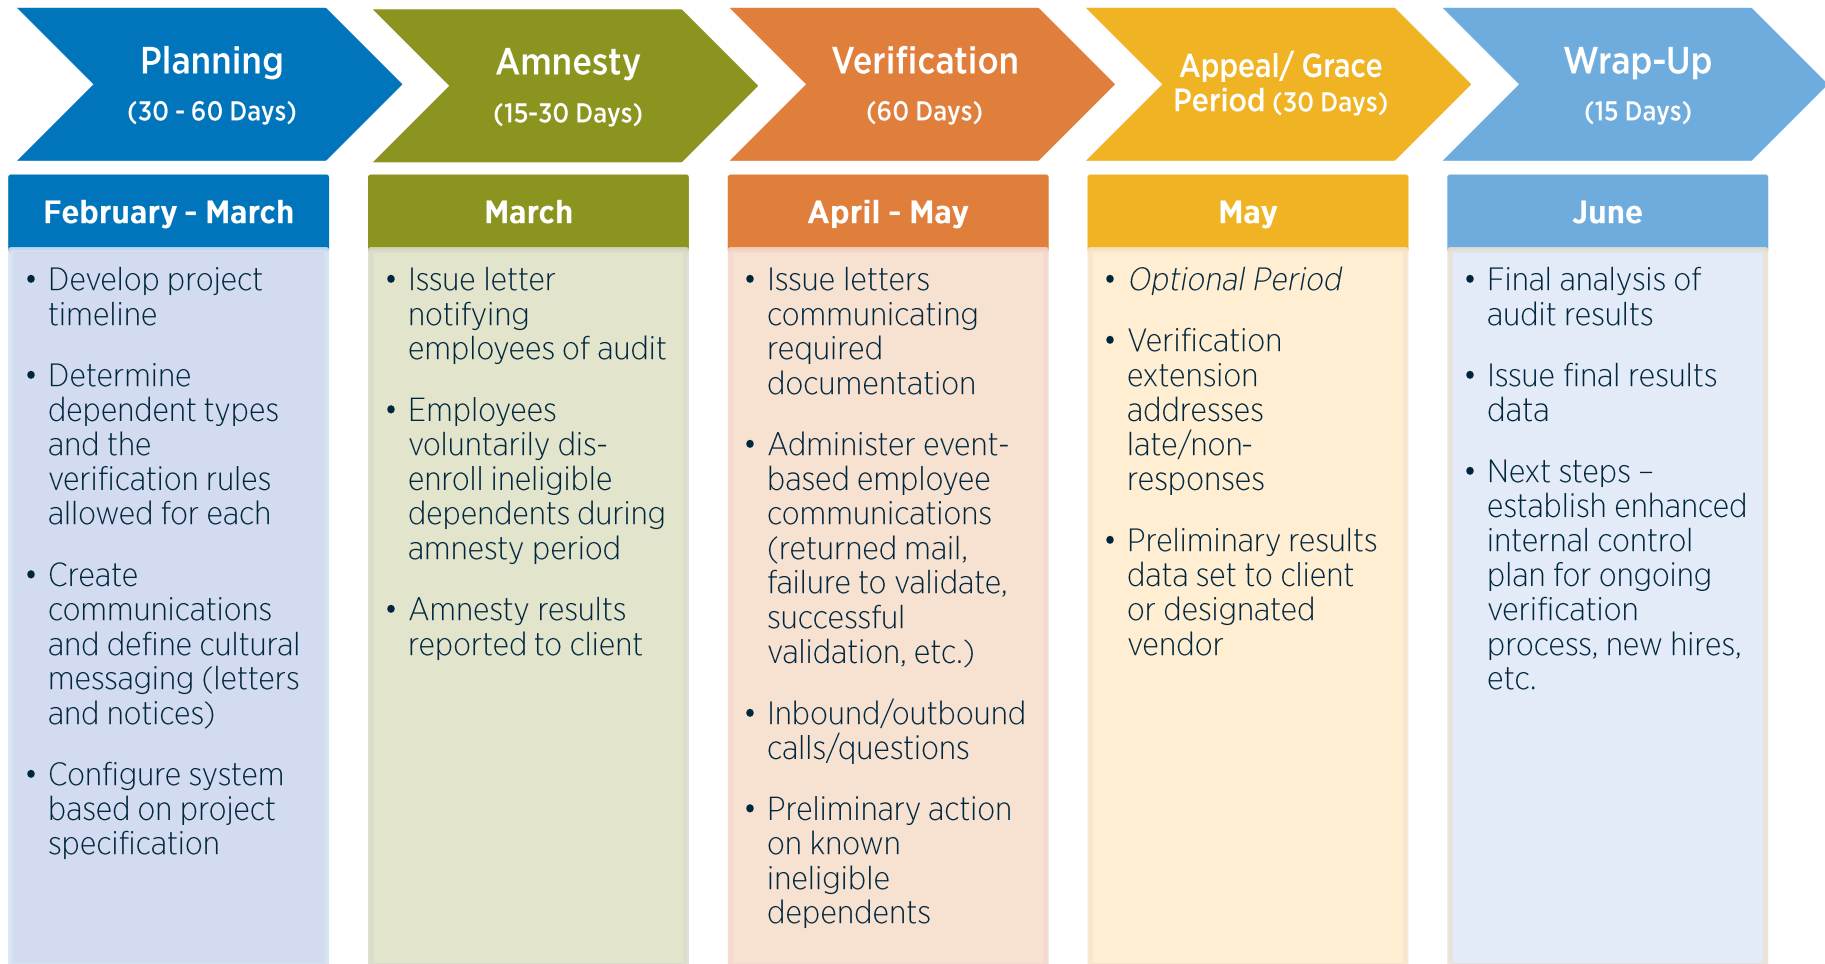 Planning
(30 - 60 Days)
Amnesty
(15-30 Days)
Verification
(60 Days)
Appeal/ Grace
Period (30 Days)
Wrap-Up
(15 Days)
February - March
• Develop project
timeline
• Determine
dependent types
and the
verification rules
allowed for each
• Create
communications
and define cultural
messaging (letters
and notices)
• Configure system
based on project
specification
March
• Issue letter
notifying
employees of audit
• Employees
voluntarily dis-
enroll ineligible
dependents during
amnesty period
• Amnesty results
reported to client
April - May
• Issue letters
communicating
required
documentation
• Administer event-
based employee
communications
(returned mail,
failure to validate,
successful
validation, etc.)
• Inbound/outbound
calls/questions
• Preliminary action
on known
ineligible
dependents
May
• Optional Period
• Verification
extension
addresses
late/non-
responses
• Preliminary results
data set to client
or designated
vendor
June
• Final analysis of
audit results
• Issue final results
data
• Next steps –
establish enhanced
internal control
plan for ongoing
verification
process, new hires,
etc.